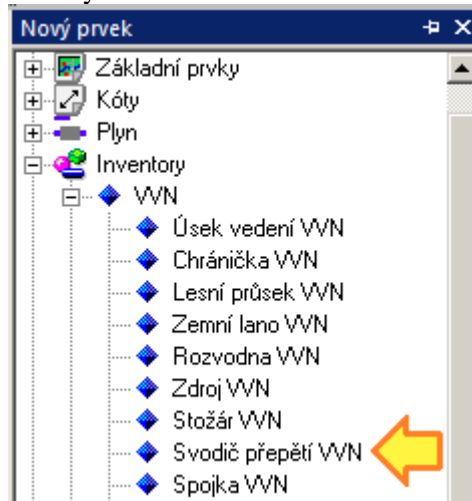 Nový prvek
Základní prvky
Kóty
Plyn
Inventory
VVN
Úsek vedení VVN
Chránička VVN
Lesní průsek VVN
Zemní lano VVN
Rozvodna VVN
Zdroj VVN
Stožár VVN
Svodič přepětí VVN
Spojka VVN